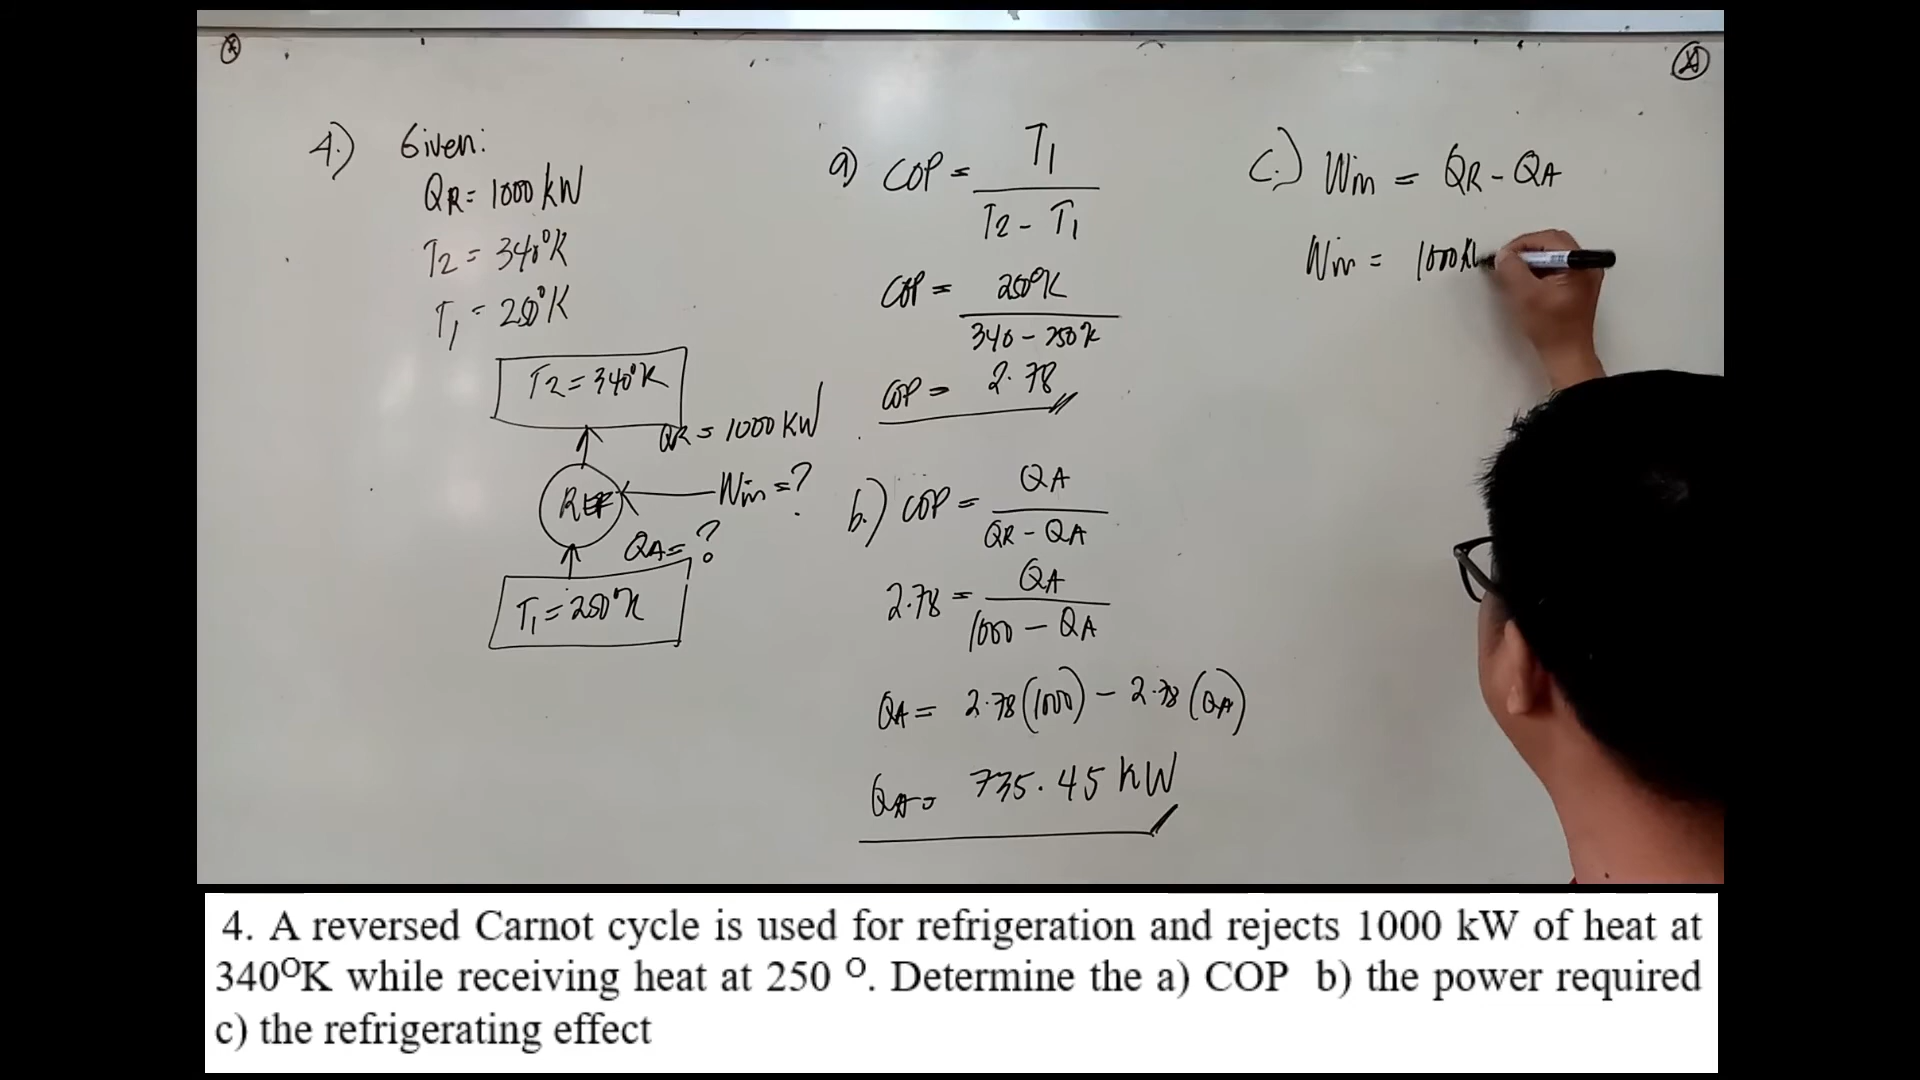 4.) Given:
QR = 1000 kW
T2 = 340°K
T1 = 250°K
T2 = 340°K
QR = 1000 KW
REF
Win = ?
QA = ?
T1 = 250°K
a) COP = T1 / T2 - T1
COP = 250°K / 340 - 250K
COP = 2.78
b.) COP = QA / QR - QA
2.78 = QA / 1000 - QA
QA = 2.78 (1000) - 2.78 (QA)
QA = 735.45 kW
c.) Win = QR - QA
Win = 1000
4. A reversed Carnot cycle is used for refrigeration and rejects 1000 kW of heat at
340°K while receiving heat at 250 °. Determine the a) COP b) the power required
c) the refrigerating effect